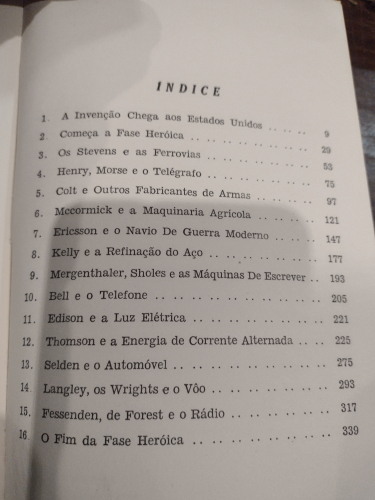 INDICE
1. A Invenção Chega aos Estados Unidos .. .. .. 9
2. Começa a Fase Heróica .. .. .. .. .. .. .. 29
3. Os Stevens e as Ferrovias .. .. .. .. .. .. 53
4. Henry, Morse e o Telégrafo .. .. .. .. .. .. 75
5. Colt e Outros Fabricantes de Armas .. .. .. 97
6. Mccormick e a Maquinaria Agrícola .. .. .. 121
7. Ericsson e o Navio De Guerra Moderno .. .. 147
8. Kelly e a Refinação do Aço .. .. .. .. .. .. 177
9. Mergenthaler, Sholes e as Máquinas De Escrever .. 193
10. Bell e o Telefone .. .. .. .. .. .. .. .. 205
11. Edison e a Luz Elétrica .. .. .. .. .. .. 221
12. Thomson e a Energia de Corrente Alternada .. .. 225
13. Selden e o Automóvel .. .. .. .. .. .. .. 275
14. Langley, os Wrights e o Vôo .. .. .. .. .. 293
15. Fessenden, de Forest e o Rádio .. .. .. .. 317
16. O Fim da Fase Heróica .. .. .. .. .. .. 339